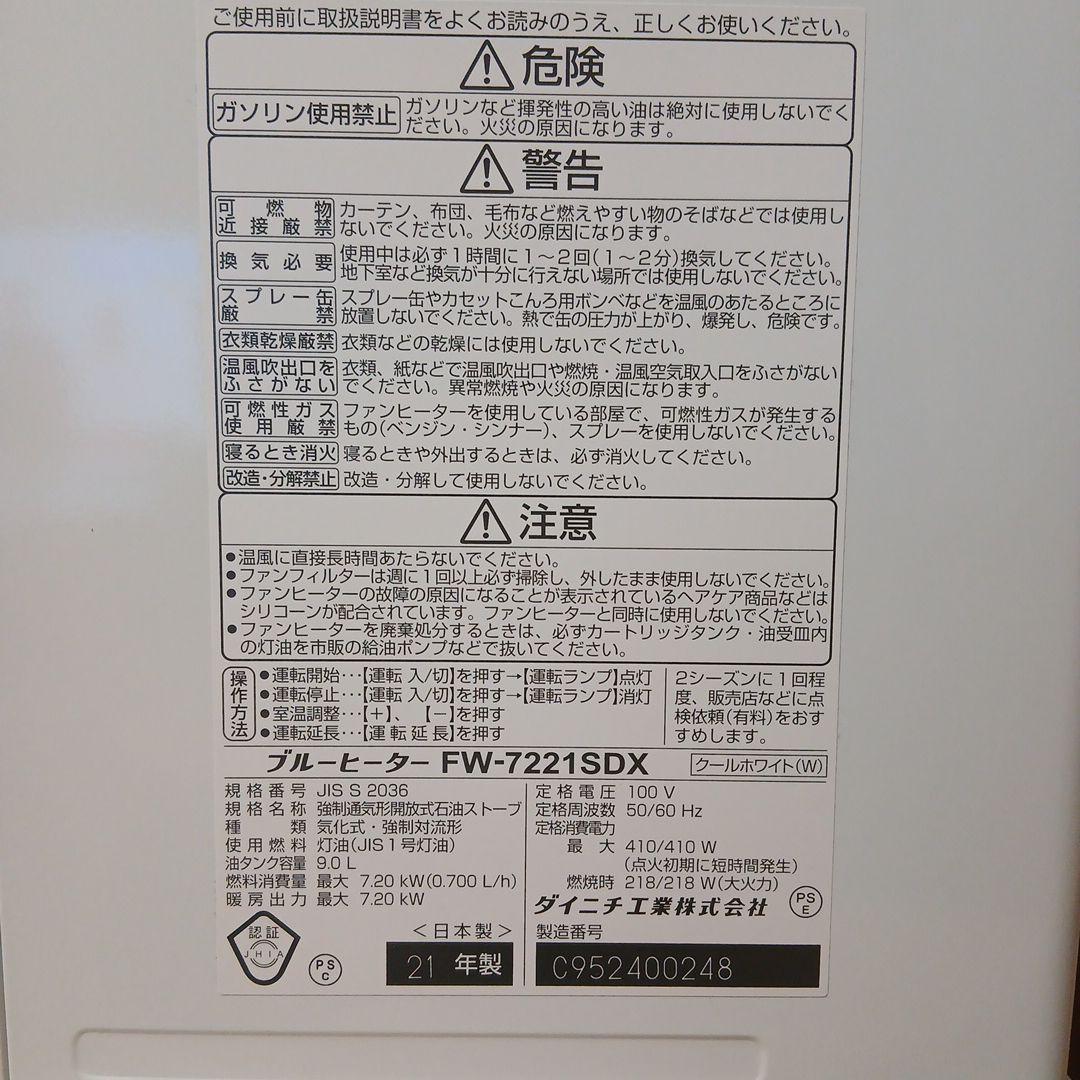 ご使用前に取扱説明書をよくお読みのうえ、正しくお使いください。
危険
ガソリン使用禁止 ガソリンなど揮発性の高い油は絶対に使用しないでく
ださい。火災の原因になります。
警告
可燃物 カーテン、布団、毛布など燃えやすい物のそばなどでは使用し
近接厳禁 ないでください。火災の原因になります。
換気必要 使用中は必ず1時間に1〜2回(1〜2分)換気してください。
地下室など換気が十分に行えない場所では使用しないでください。
スプレー缶 スプレー缶やカセットこんろ用ボンベなどを温風のあたるところに
厳禁 放置しないでください。熱で缶の圧力が上がり、爆発し、危険です。
衣類乾燥厳禁 衣類などの乾燥には使用しないでください。
温風吹出口を 衣類、紙などで温風吹出口や燃焼・温風空気取入口をふさがない
ふさがない でください。異常燃焼や火災の原因になります。
可燃性ガス ファンヒーターを使用している部屋で、可燃性ガスが発生する
使用厳禁 もの(ベンジン・シンナー)、スプレーを使用しないでください。
寝るとき消火 寝るときや外出するときは、必ず消火してください。
改造・分解禁止 改造・分解して使用しないでください。
注意
●温風に直接長時間あたらないでください。
●ファンフィルターは週に1回以上必ず掃除し、外したまま使用しないでください。
●ファンヒーターの故障の原因になることが表示されているヘアケア商品などは
シリコーンが配合されています。ファンヒーターと同時に使用しないでください。
●ファンヒーターを廃棄処分するときは、必ずカートリッジタンク・油受皿内
の灯油を市販の給油ポンプなどで抜いてください。
操作方法
●運転開始･･･【運転 入/切】を押す→【運転ランプ】点灯
●運転停止･･･【運転 入/切】を押す→【運転ランプ】消灯
●室温調整･･･【＋】、【－】を押す
●運転延長･･･【運転延長】を押す
2シーズンに1回程
度、販売店などに点
検依頼(有料)をおす
すめします。
ブルーヒーター FW-7221SDX クールホワイト(W)
規格番号 JIS S 2036
規格名称 強制通気形開放式石油ストーブ
種類 気化式・強制対流形
使用燃料 灯油(JIS1号灯油)
油タンク容量 9.0 L
燃料消費量 最大 7.20 kW(0.700 L/h)
暖房出力 最大 7.20 kW
定格電圧 100 V
定格周波数 50/60 Hz
定格消費電力
最大 410/410 W
(点火初期に短時間発生)
燃焼時 218/218 W(大火力)
ダイニチ工業株式会社 PS E
認証 JHIA
PS C
＜日本製＞
21 年製
製造番号
C952400248